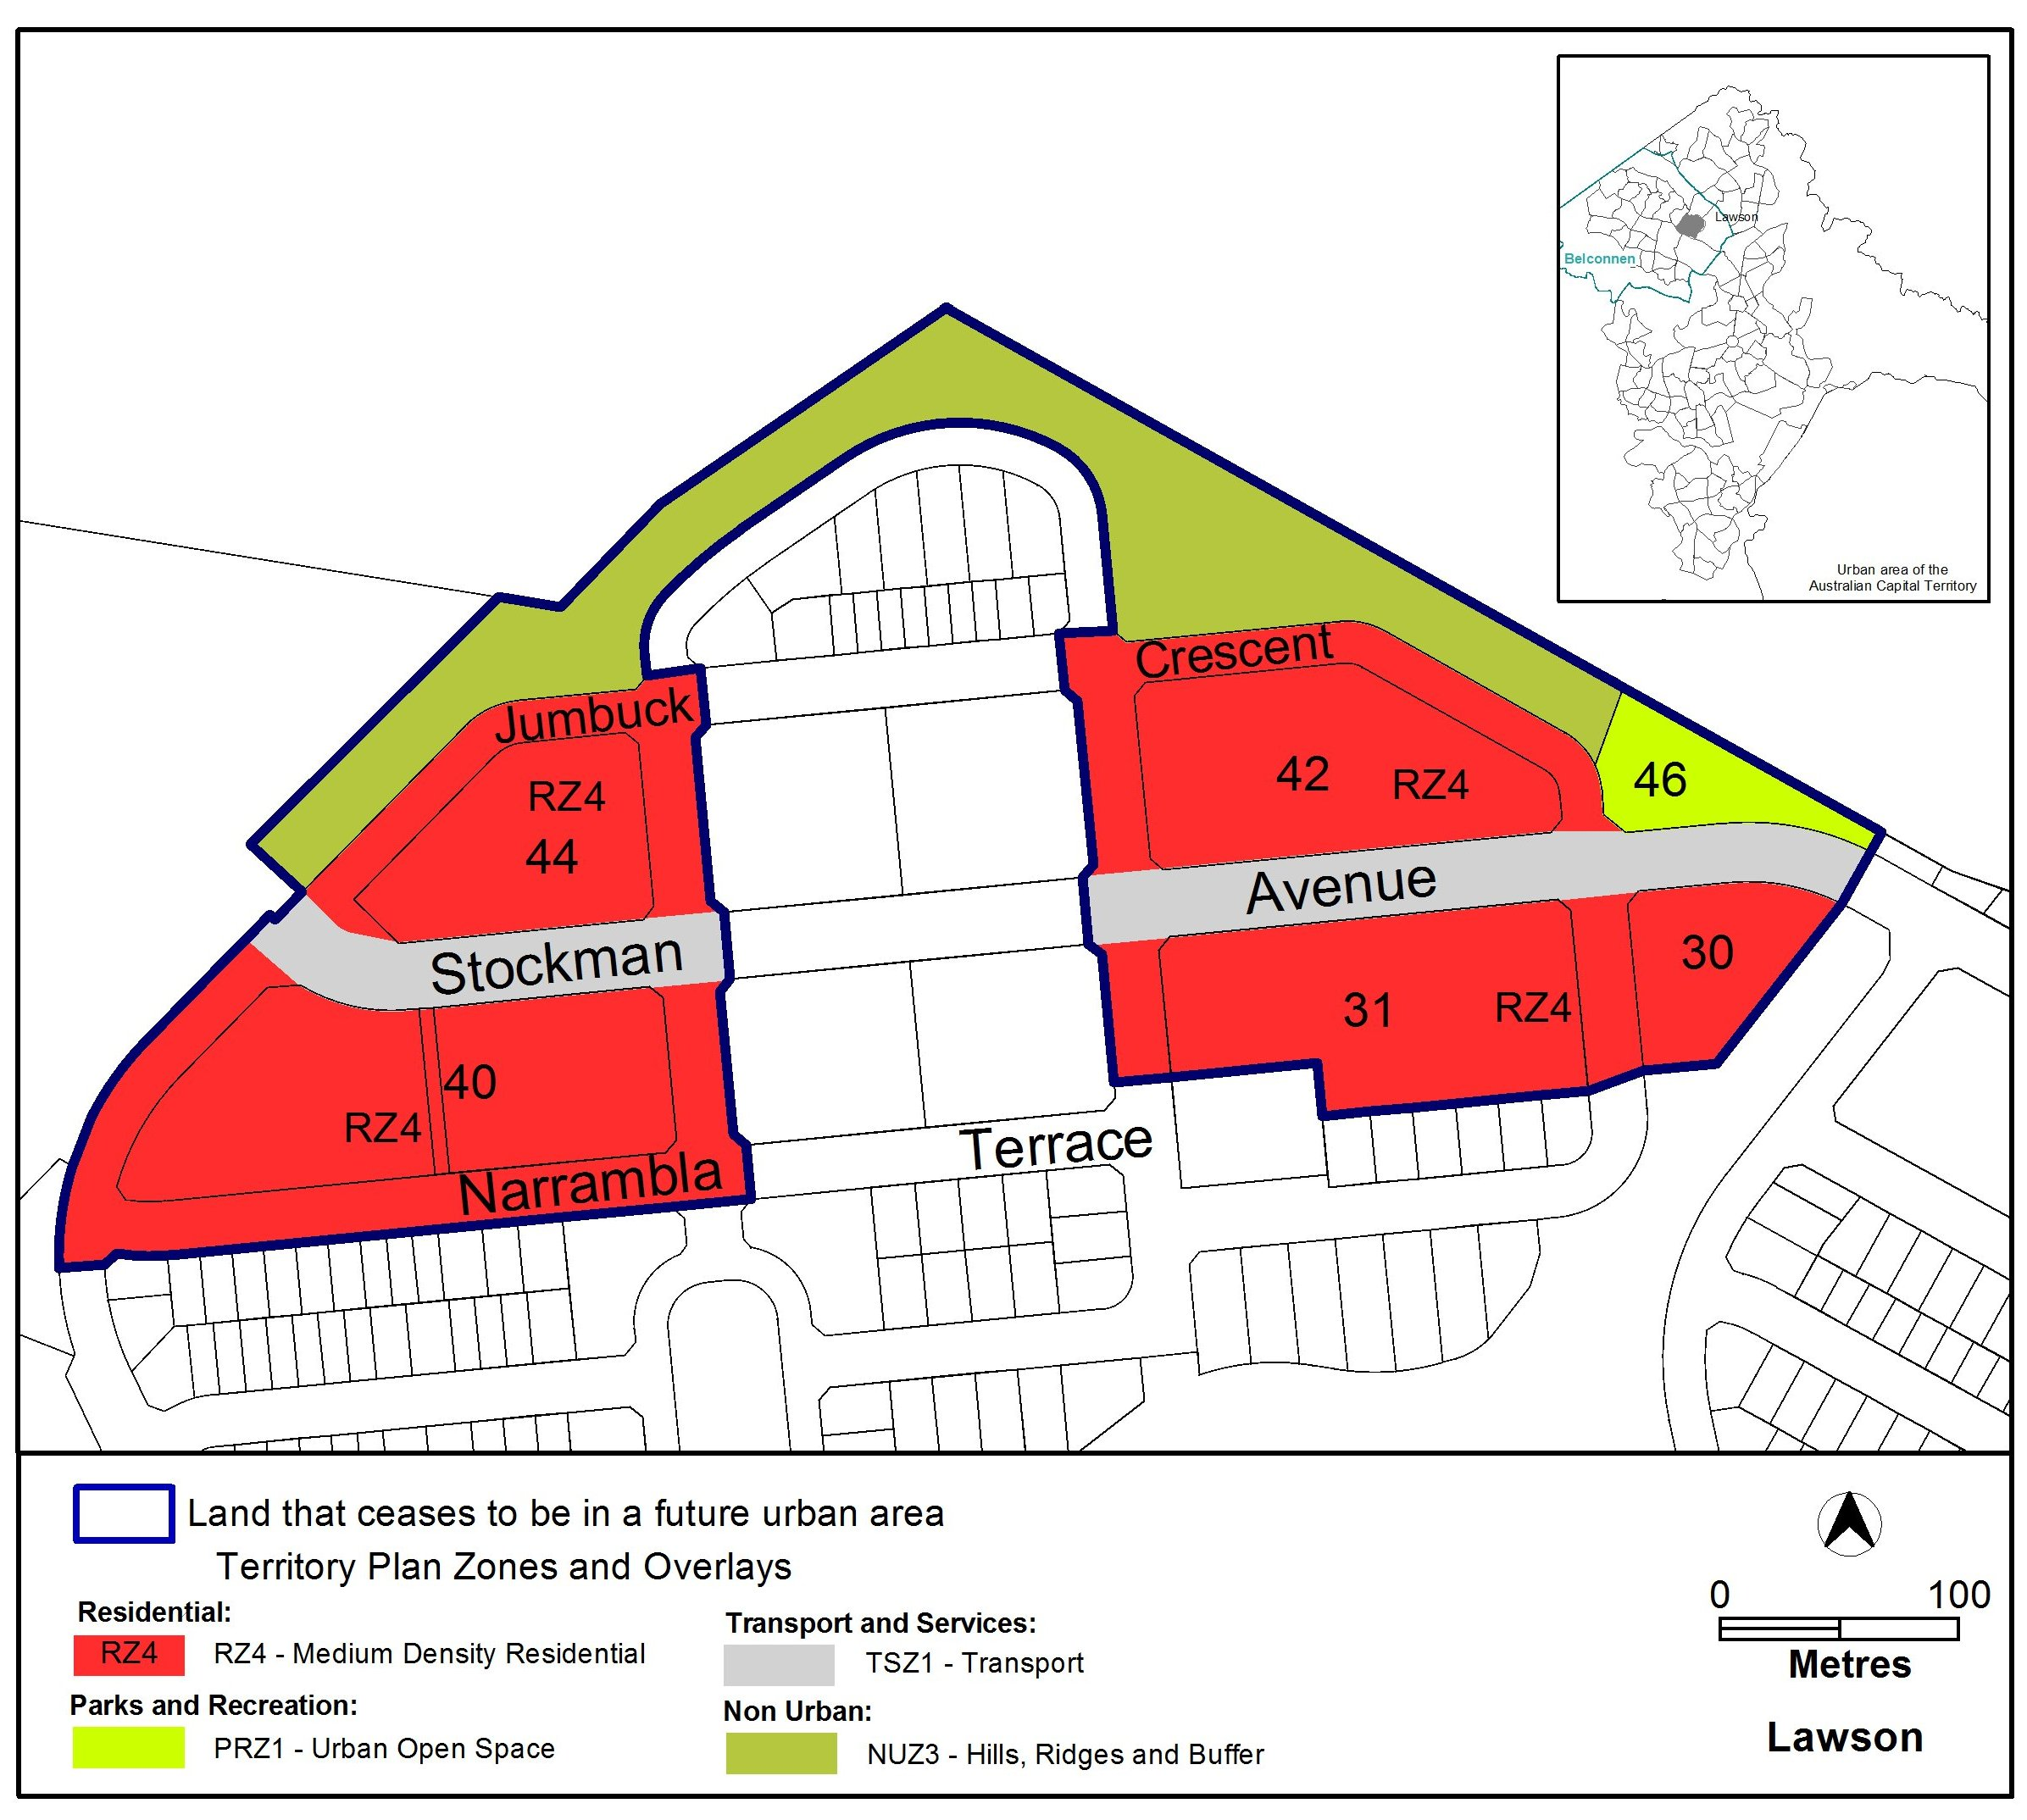 Lawson
Belconnen
Urban area of the
Australian Capital Territory
Crescent
Jumbuck
RZ4
44
42
RZ4
46
Avenue
Stockman
30
31
RZ4
40
RZ4
Terrace
Narrambla
Land that ceases to be in a future urban area
Territory Plan Zones and Overlays
Residential:
RZ4
RZ4 - Medium Density Residential
Parks and Recreation:
PRZ1 - Urban Open Space
Transport and Services:
TSZ1 - Transport
Non Urban:
NUZ3 - Hills, Ridges and Buffer
0 100
Metres
Lawson